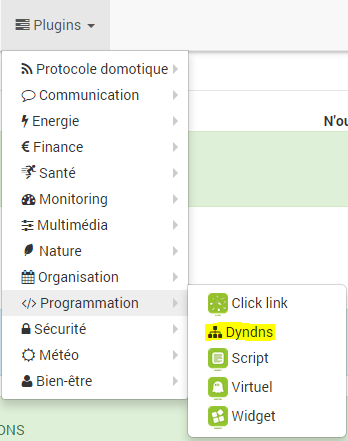 Plugins
N'ou
Protocole domotique
Communication
Energie
Finance
Santé
Monitoring
Multimédia
Nature
Organisation
Programmation
Click link
Dyndns
Sécurité
Script
Météo
Virtuel
Bien-être
Widget
ONS